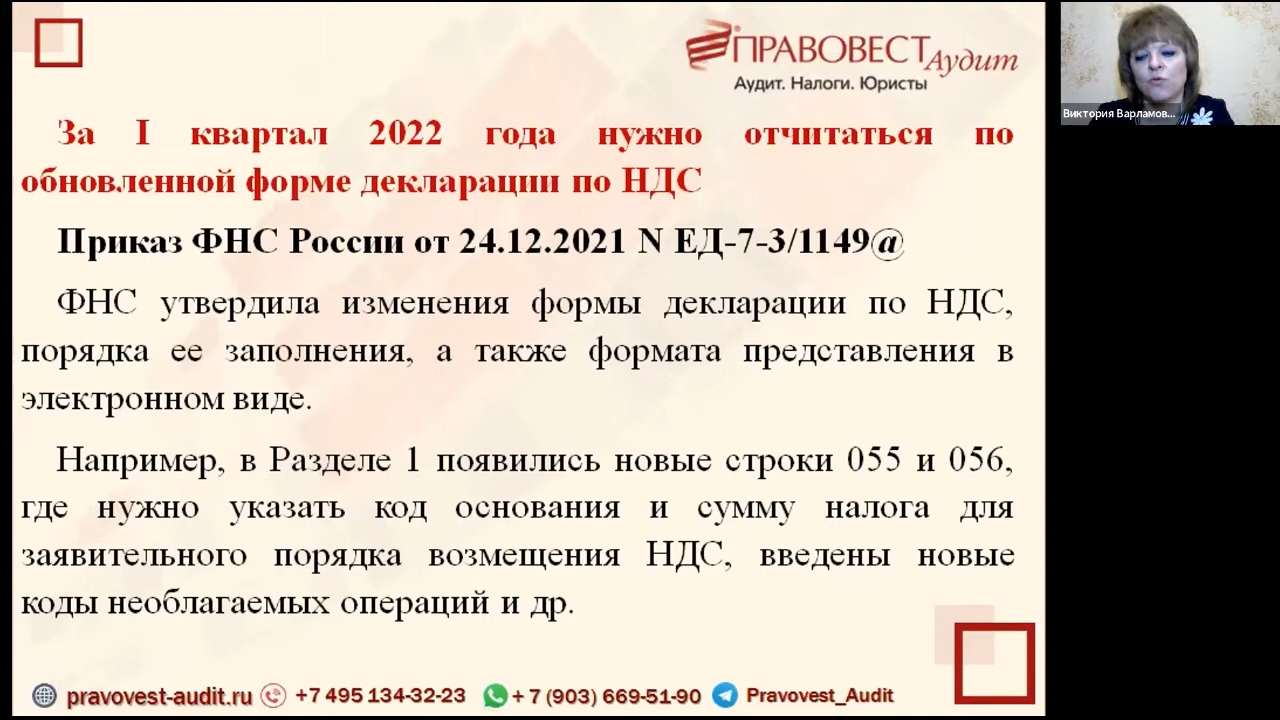 ПРАВОВЕСТ Аудит
Аудит. Налоги. Юристы
Виктория Варламов...
За I квартал 2022 года нужно отчитаться по
обновленной форме декларации по НДС
Приказ ФНС России от 24.12.2021 N ЕД-7-3/1149@
ФНС утвердила изменения формы декларации по НДС,
порядка ее заполнения, а также формата представления в
электронном виде.
Например, в Разделе 1 появились новые строки 055 и 056,
где нужно указать код основания и сумму налога для
заявительного порядка возмещения НДС, введены новые
коды необлагаемых операций и др.
pravovest-audit.ru +7 495 134-32-23 + 7 (903) 669-51-90 Pravovest_Audit